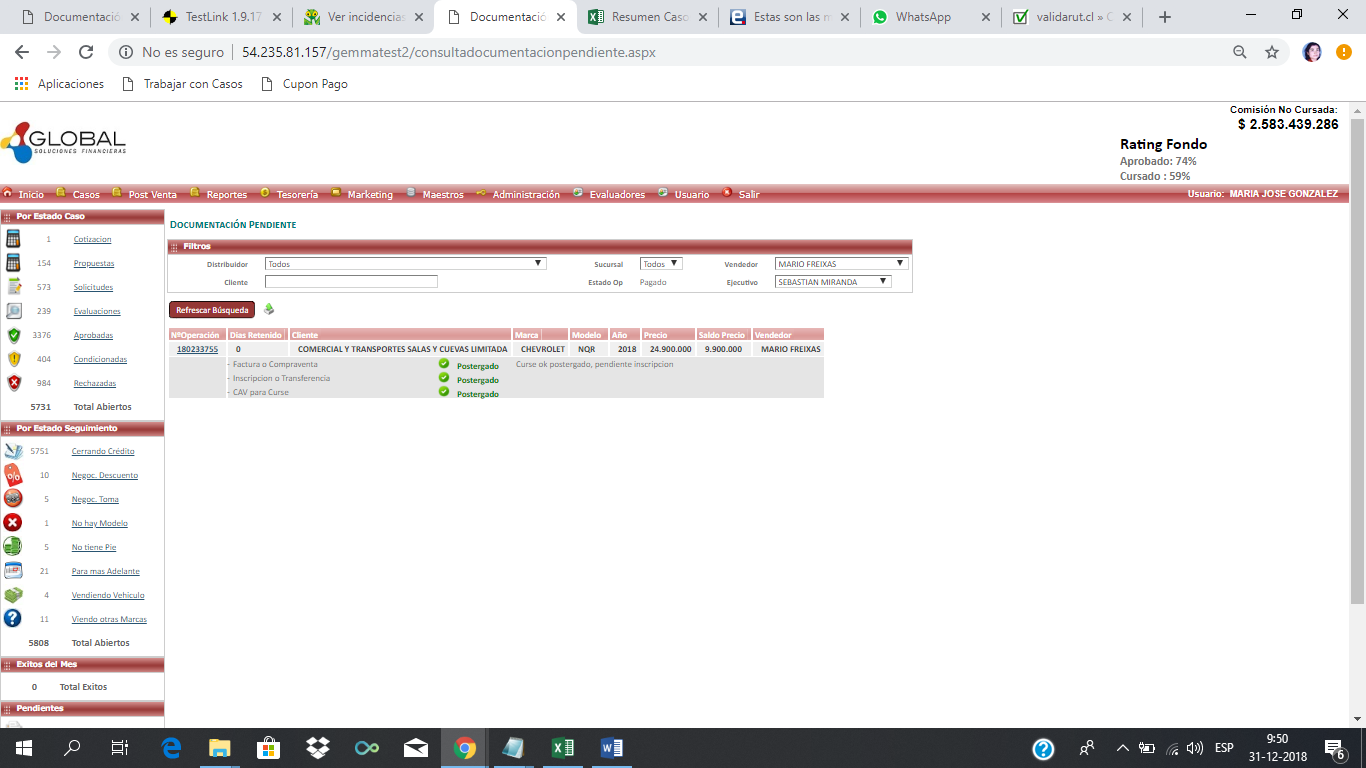 Documentació
TestLink 1.9.17
Ver incidencias
Documentació
Resumen Caso
Estas son las m
WhatsApp
validarut.cl » C
No es seguro
54.235.81.157/gemmatest2/consultadocumentacionpendiente.aspx
Aplicaciones
Trabajar con Casos
Cupon Pago
Comisión No Cursada:
$ 2.583.439.286
GLOBAL
SOLUCIONES FINANCIERAS
Rating Fondo
Aprobado: 74%
Cursado : 59%
Inicio Casos Post Venta Reportes Tesorería Marketing Maestros Administración Evaluadores Usuario Salir Usuario: MARIA JOSE GONZALEZ
Por Estado Caso
1 Cotizacion
154 Propuestas
573 Solicitudes
239 Evaluaciones
3376 Aprobadas
404 Condicionadas
984 Rechazadas
5731 Total Abiertos
Por Estado Seguimiento
5751 Cerrando Crédito
10 Negoc. Descuento
5 Negoc. Toma
1 No hay Modelo
5 No tiene Pie
21 Para mas Adelante
4 Vendiendo Vehículo
11 Viendo otras Marcas
5808 Total Abiertos
Exitos del Mes
0 Total Exitos
Pendientes
DOCUMENTACIÓN PENDIENTE
Filtros
Distribuidor Todos Sucursal Todos Vendedor MARIO FREIXAS
Cliente Estado Op Pagado Ejecutivo SEBASTIAN MIRANDA
Refrescar Búsqueda
NºOperación Dias Retenido Cliente Marca Modelo Año Precio Saldo Precio Vendedor
180233755 0 COMERCIAL Y TRANSPORTES SALAS Y CUEVAS LIMITADA CHEVROLET NQR 2018 24.900.000 9.900.000 MARIO FREIXAS
- Factura o Compraventa Postergado Curse ok postergado, pendiente inscripcion
- Inscripcion o Transferencia Postergado
- CAV para Curse Postergado
ESP
9:50
31-12-2018
6